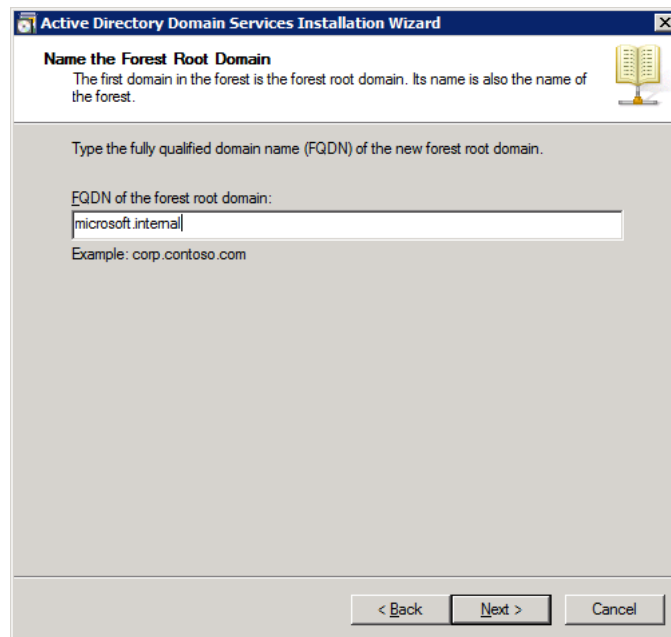 Active Directory Domain Services Installation Wizard
Name the Forest Root Domain
The first domain in the forest is the forest root domain. Its name is also the name of
the forest.
Type the fully qualified domain name (FQDN) of the new forest root domain.
FQDN of the forest root domain:
microsoft.internal
Example: corp.contoso.com
< Back Next > Cancel